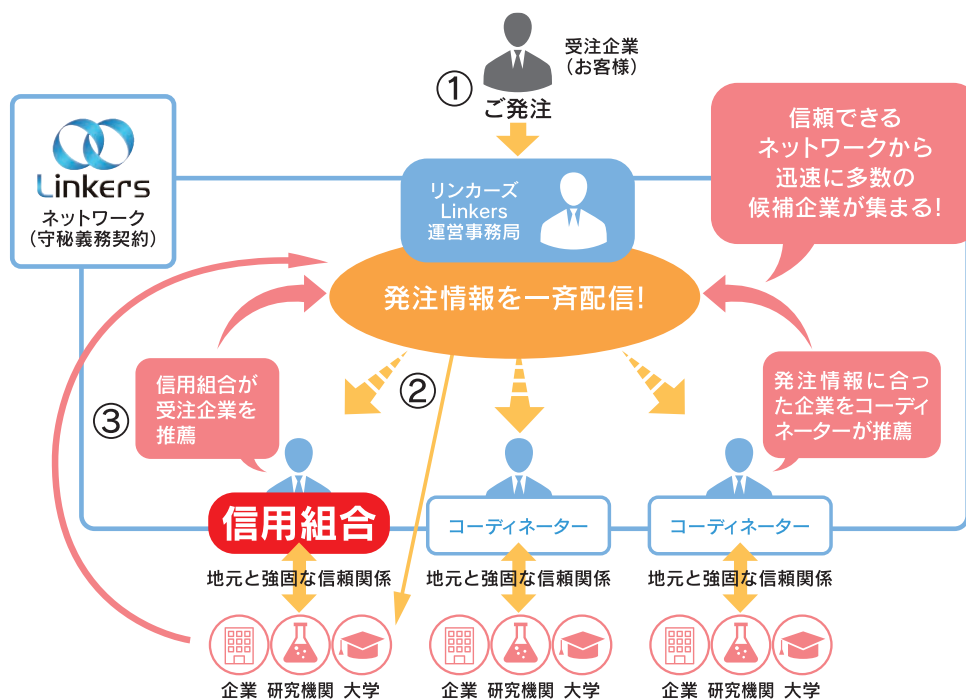 受注企業
（お客様）
①
ご発注
Linkers
ネットワーク
（守秘義務契約）
リンカーズ
Linkers
運営事務局
信頼できる
ネットワークから
迅速に多数の
候補企業が集まる！
発注情報を一斉配信！
②
③
信用組合が
受注企業を
推薦
発注情報に合っ
た企業をコーディ
ネーターが推薦
信用組合
コーディネーター
コーディネーター
地元と強固な信頼関係
地元と強固な信頼関係
地元と強固な信頼関係
企業 研究機関 大学
企業 研究機関 大学
企業 研究機関 大学